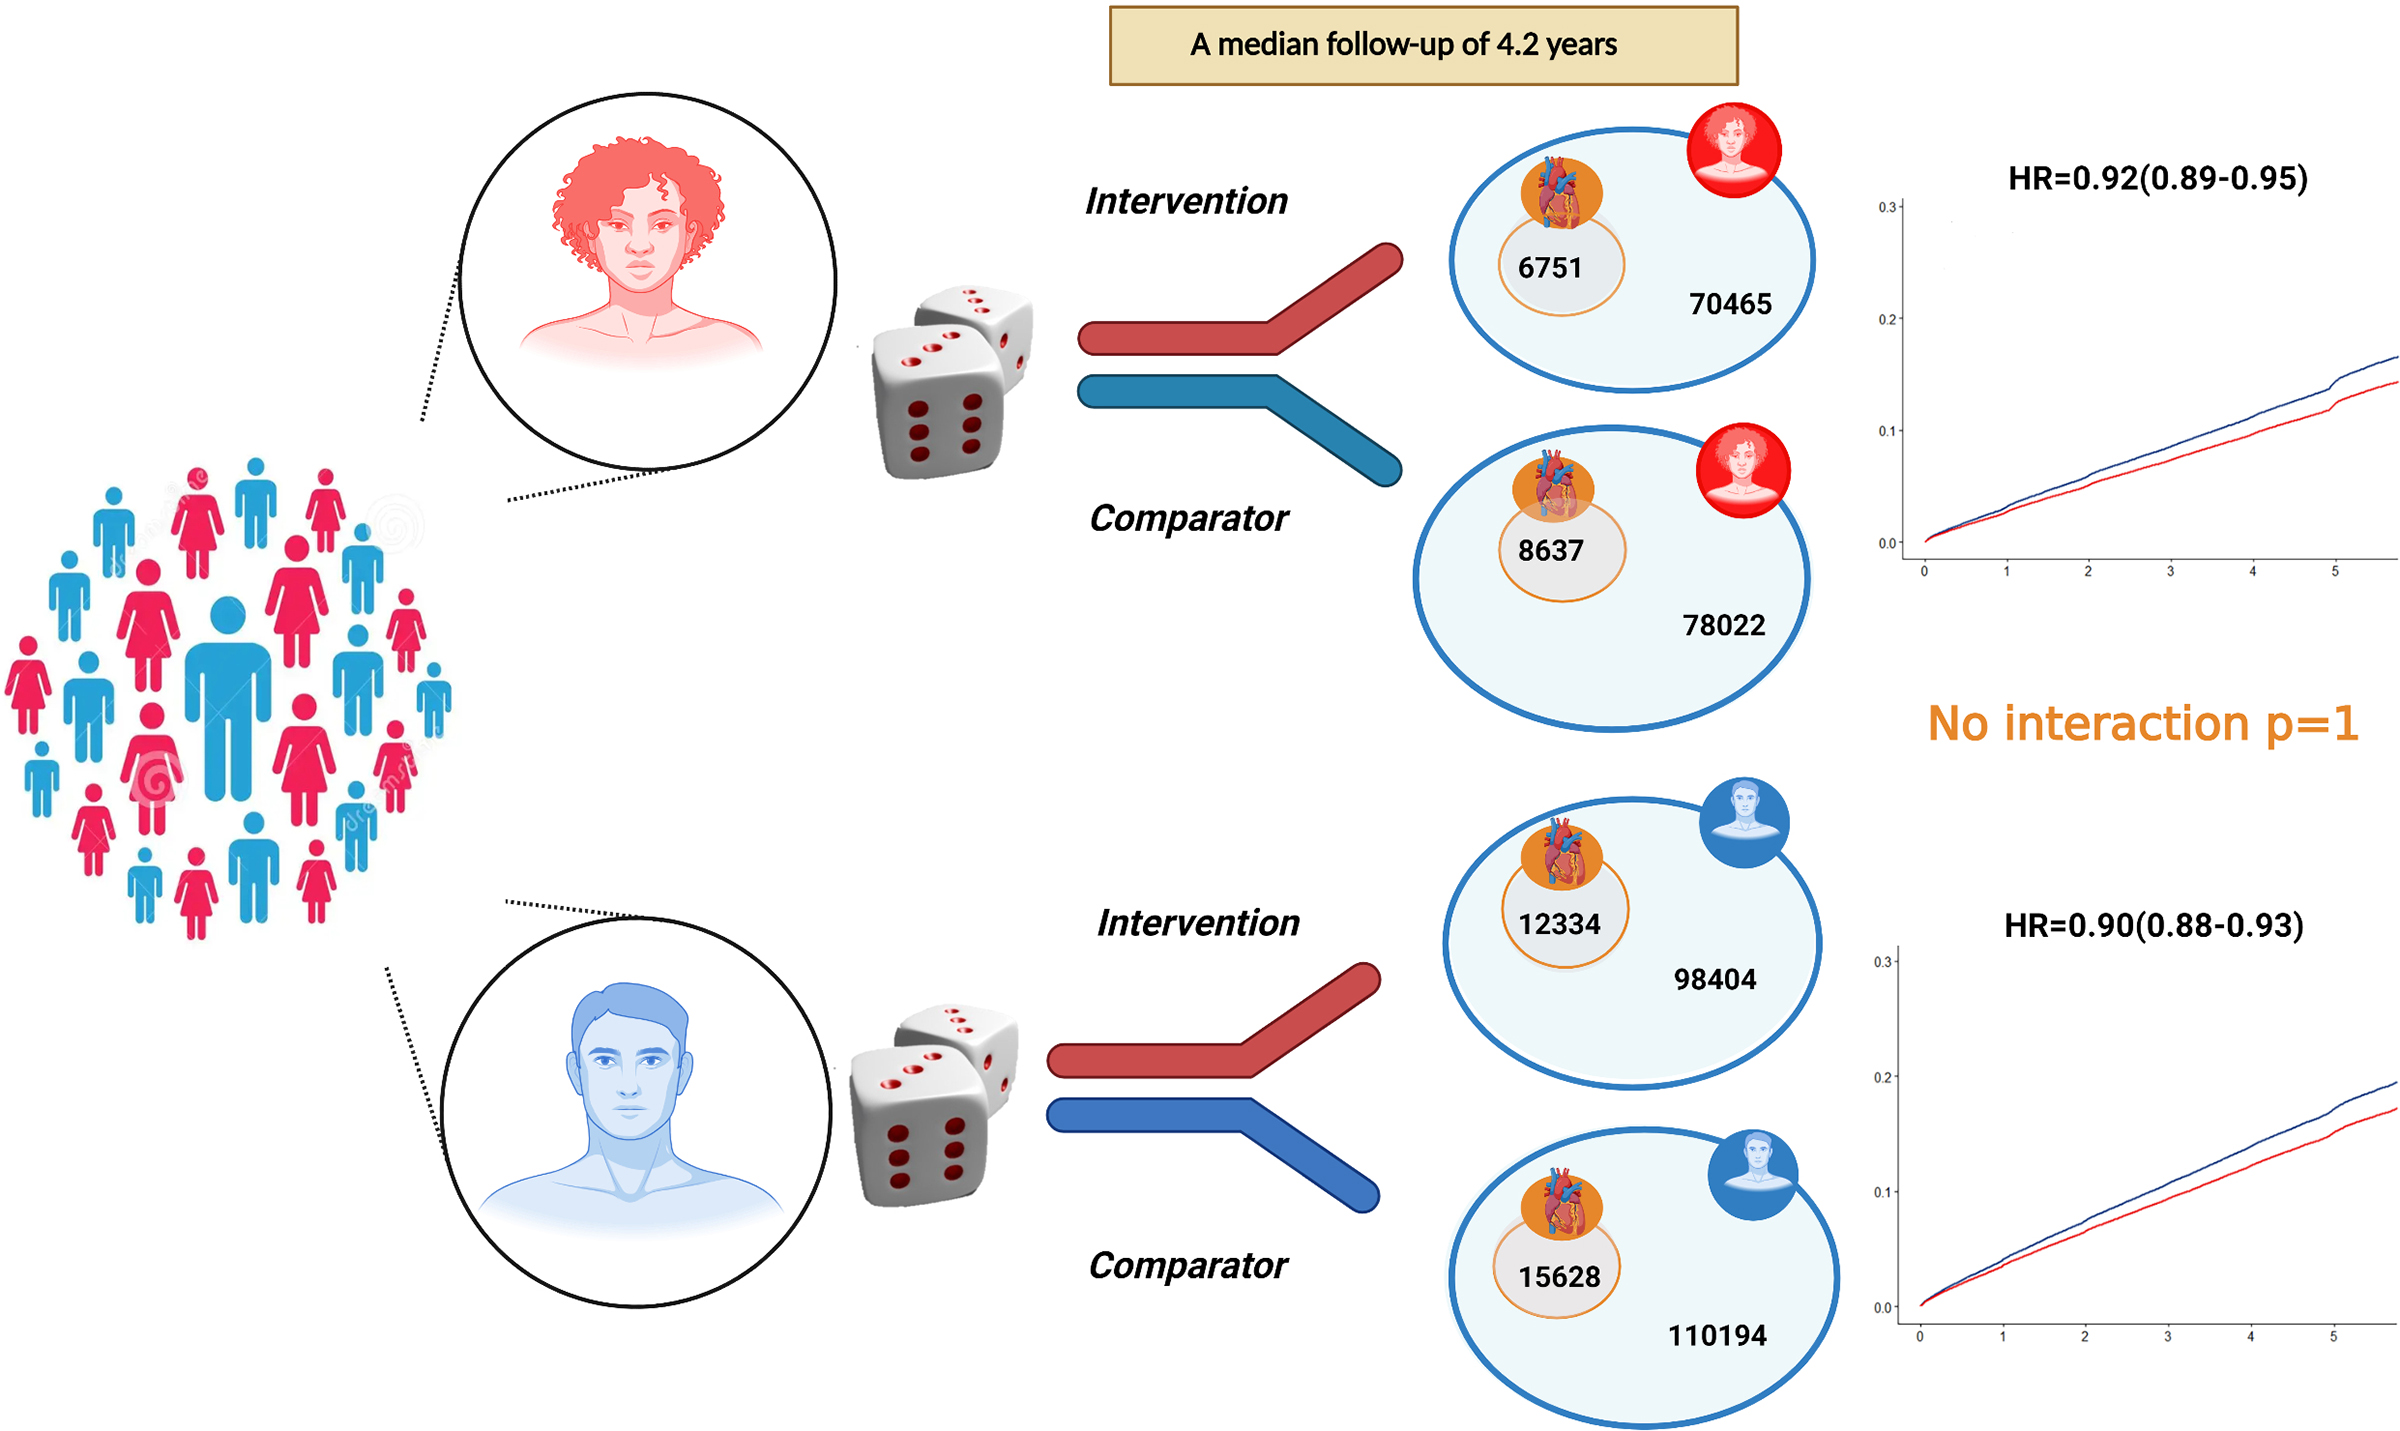 A median follow-up of 4.2 years
Intervention
6751
70465
HR=0.92(0.89-0.95)
0.3
0.2
0.1
0.0
0 1 2 3 4 5
Comparator
8637
78022
No interaction p=1
Intervention
12334
98404
HR=0.90(0.88-0.93)
0.3
0.2
0.1
0.0
0 1 2 3 4 5
Comparator
15628
110194